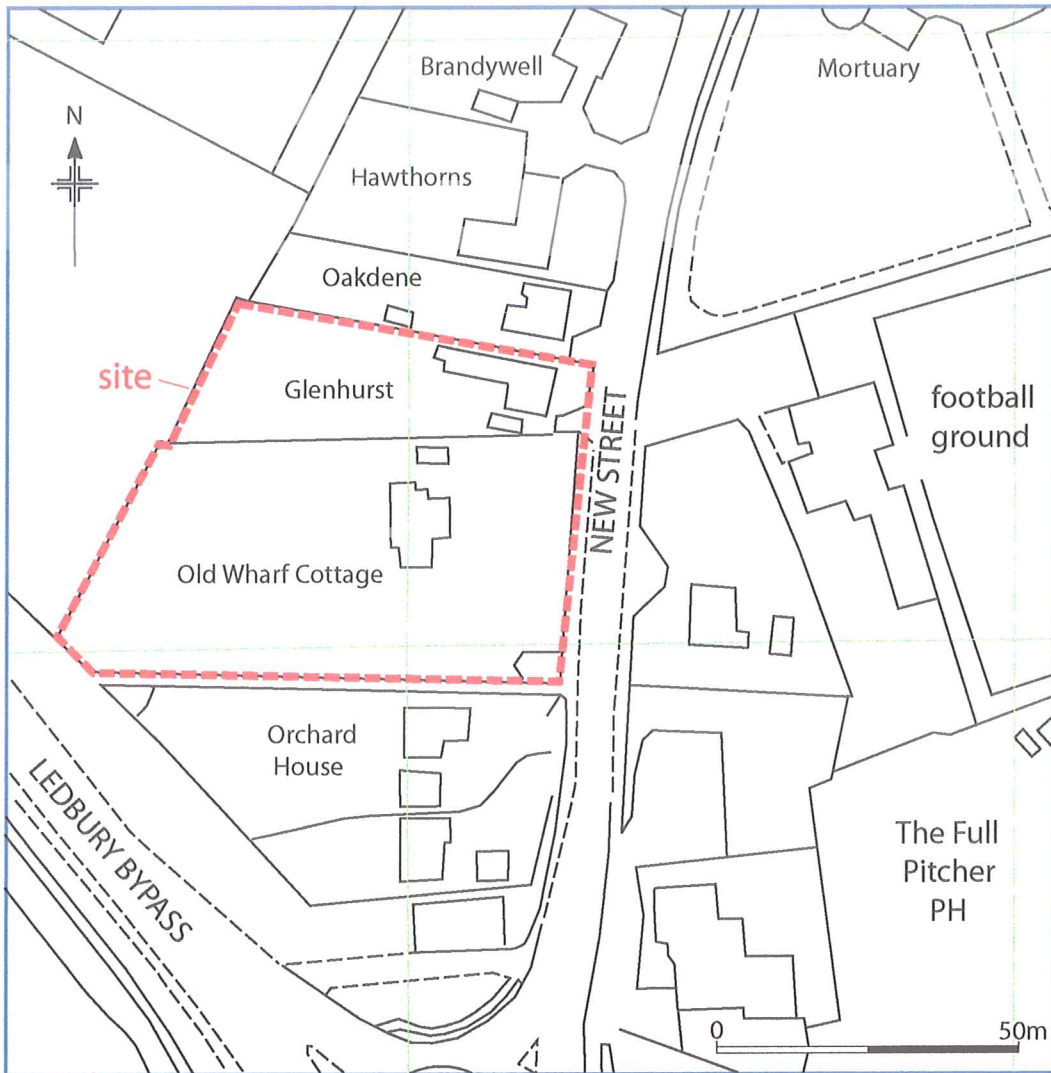 Brandywell
Mortuary
N
Hawthorns
Oakdene
site
Glenhurst
football
ground
NEW STREET
Old Wharf Cottage
Orchard
House
LEDBURY BYPASS
The Full
Pitcher
PH
0 50m